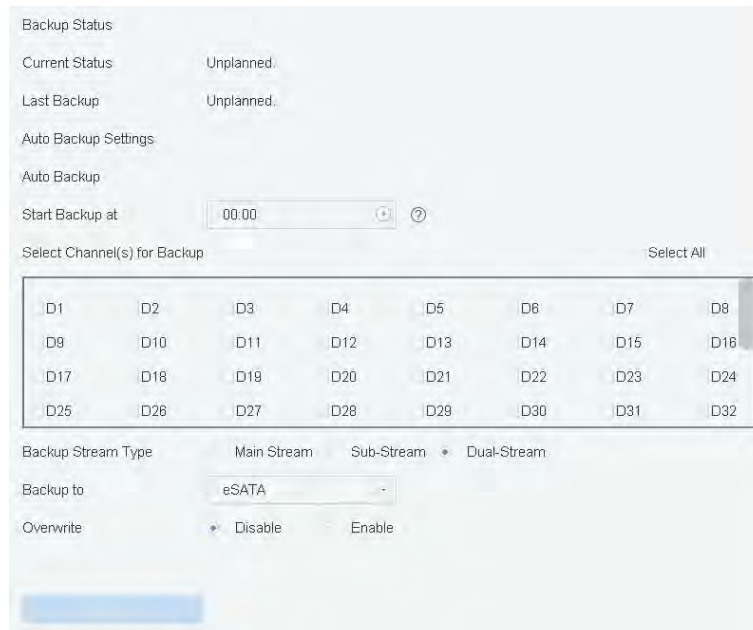 Backup Status
Current Status Unplanned.
Last Backup Unplanned.
Auto Backup Settings
Auto Backup
Start Backup at 00:00
Select Channel(s) for Backup Select All
D1 D2 D3 D4 D5 D6 D7 D8
D9 D10 D11 D12 D13 D14 D15 D16
D17 D18 D19 D20 D21 D22 D23 D24
D25 D26 D27 D28 D29 D30 D31 D32
Backup Stream Type Main Stream Sub-Stream Dual-Stream
Backup to eSATA
Overwrite Disable Enable